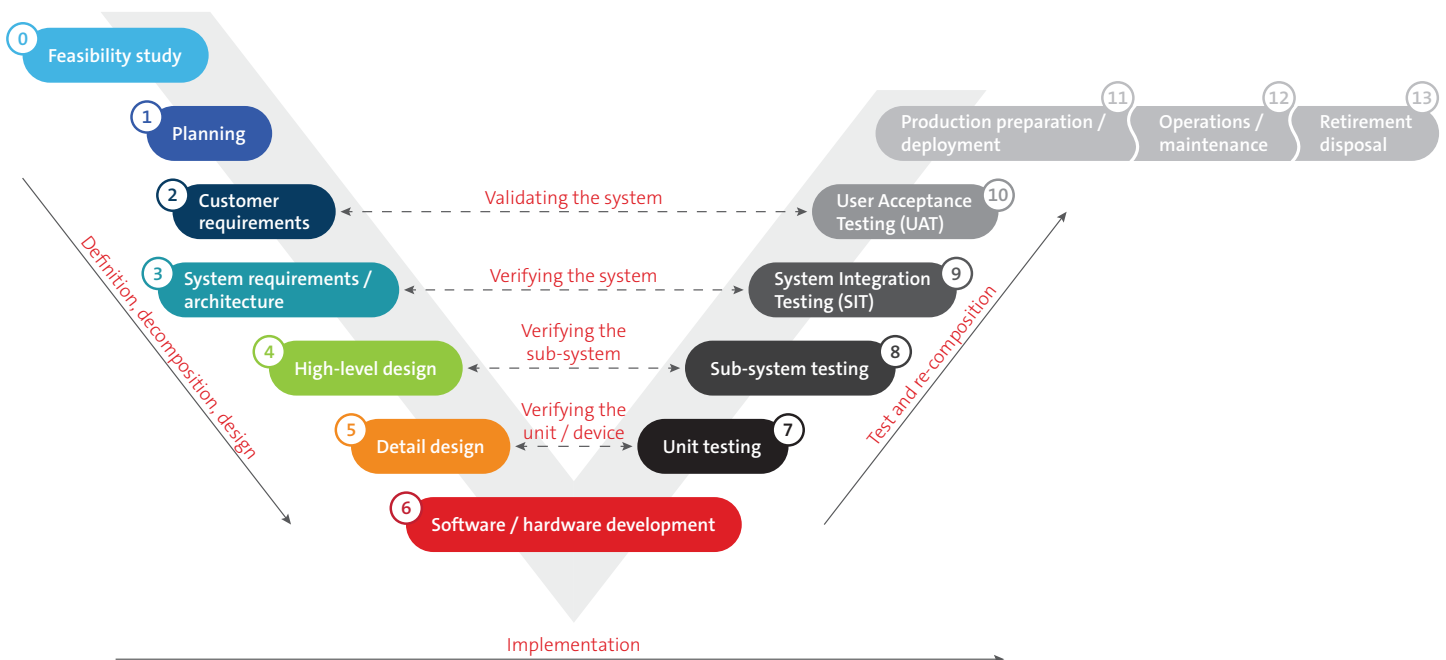 0
Feasibility study
1
Planning
2
Customer
requirements
3
System requirements /
architecture
4
High-level design
5
Detail design
6
Software / hardware development
7
Unit testing
8
Sub-system testing
9
System Integration
Testing (SIT)
10
User Acceptance
Testing (UAT)
11
Production preparation /
deployment
12
Operations /
maintenance
13
Retirement
disposal
Validating the system
Verifying the system
Verifying the
sub-system
Verifying the
unit / device
Definition, decomposition, design
Test and re-composition
Implementation